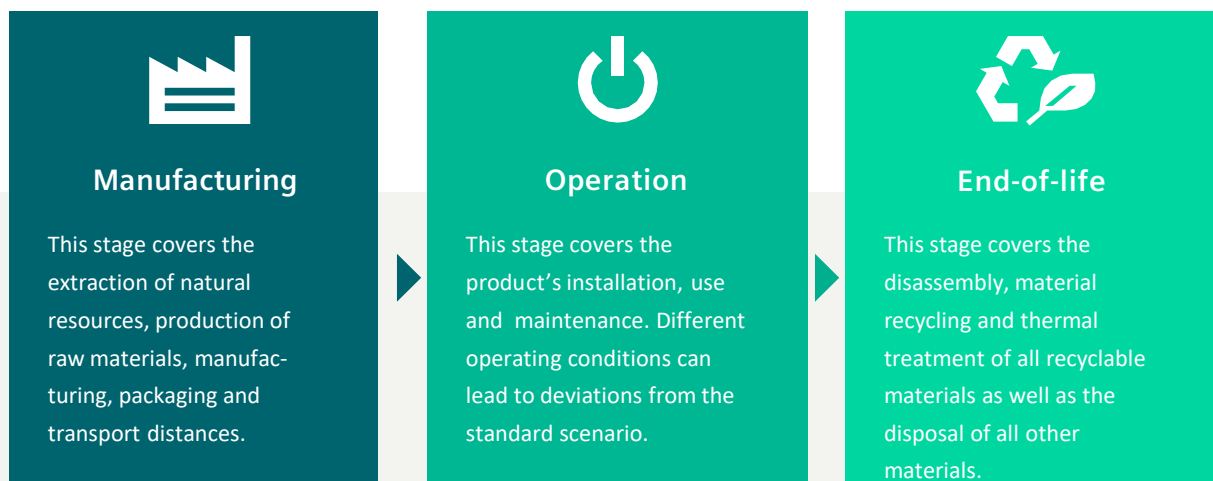 Manufacturing
This stage covers the
extraction of natural
resources, production of
raw materials, manufac-
turing, packaging and
transport distances.
Operation
This stage covers the
product’s installation, use
and  maintenance. Different
operating conditions can
lead to deviations from the
standard scenario.
End-of-life
This stage covers the
disassembly, material
recycling and thermal
treatment of all recyclable
materials as well as the
disposal of all other
materials.